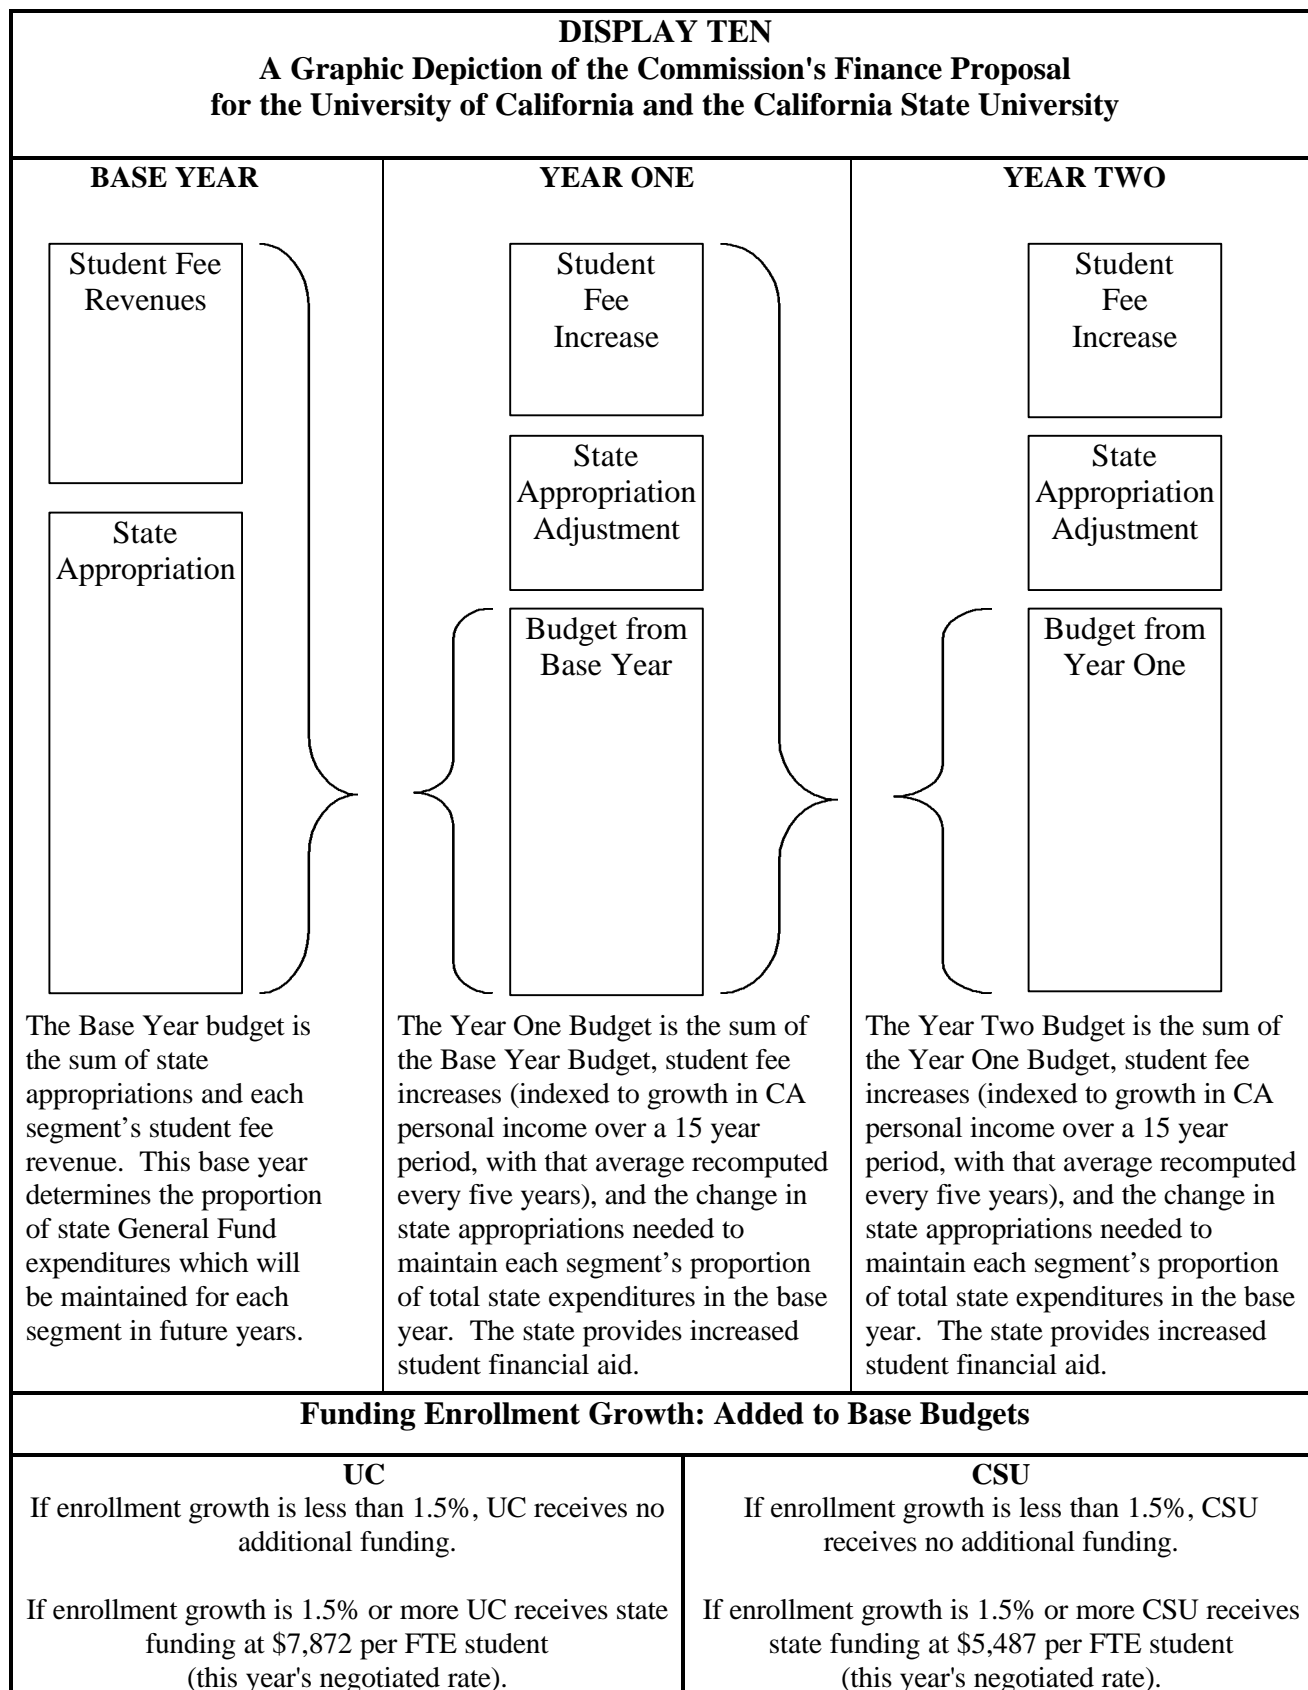 DISPLAY TEN
A Graphic Depiction of the Commission's Finance Proposal
for the University of California and the California State University
BASE YEAR
Student Fee
Revenues
State
Appropriation
The Base Year budget is
the sum of state
appropriations and each
segment’s student fee
revenue.  This base year
determines the proportion
of state General Fund
expenditures which will
be maintained for each
segment in future years.
YEAR ONE
Student
Fee
Increase
State
Appropriation
Adjustment
Budget from
Base Year
The Year One Budget is the sum of
the Base Year Budget, student fee
increases (indexed to growth in CA
personal income over a 15 year
period, with that average recomputed
every five years), and the change in
state appropriations needed to
maintain each segment’s proportion
of total state expenditures in the base
year.  The state provides increased
student financial aid.
YEAR TWO
Student
Fee
Increase
State
Appropriation
Adjustment
Budget from
Year One
The Year Two Budget is the sum of
the Year One Budget, student fee
increases (indexed to growth in CA
personal income over a 15 year
period, with that average recomputed
every five years), and the change in
state appropriations needed to
maintain each segment’s proportion
of total state expenditures in the base
year.  The state provides increased
student financial aid.
Funding Enrollment Growth: Added to Base Budgets
UC
If enrollment growth is less than 1.5%, UC receives no
additional funding.
If enrollment growth is 1.5% or more UC receives state
funding at $7,872 per FTE student
(this year's negotiated rate).
CSU
If enrollment growth is less than 1.5%, CSU
receives no additional funding.
If enrollment growth is 1.5% or more CSU receives
state funding at $5,487 per FTE student
(this year's negotiated rate).